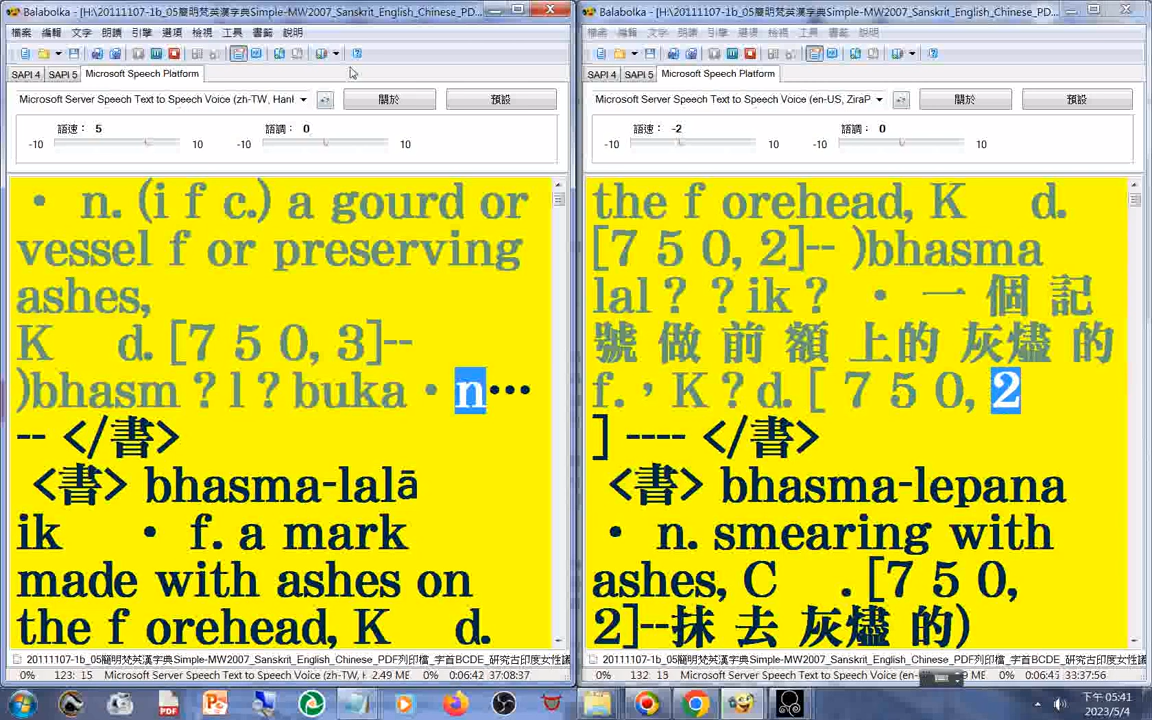 Balabolka - [H:\20111107-1b_05簡明梵英漢字典Simple-MW2007_Sanskrit_English_Chinese_PD...
檔案 編輯 文字 朗讀 引擎 選項 檢視 工具 書籤 說明
SAPI 4 SAPI 5 Microsoft Speech Platform
Microsoft Server Speech Text to Speech Voice (zh-TW, Hanl
關於 預設
語速： 5 語調： 0
-10 10 -10 10
• n. (i f c.) a gourd or
vessel f or preserving
ashes,
K d. [7 5 0, 3]--
)bhasm ? l ? buka • n•••
-- </書>
<書> bhasma-lalā
ik • f. a mark
made with ashes on
the f orehead, K d.
20111107-1b_05簡明梵英漢字典Simple-MW2007_Sanskrit_English_Chinese_PDF列印檔_字首BCDE_研究古印度女性議
0% 123: 15 Microsoft Server Speech Text to Speech Voice (zh-TW, H 2.49 MB 0% 0:06:42 37:08:37
Balabolka - [H:\20111107-1b_05簡明梵英漢字典Simple-MW2007_Sanskrit_English_Chinese_PD...
檔案 編輯 文字 朗讀 引擎 選項 檢視 工具 書籤 說明
SAPI 4 SAPI 5 Microsoft Speech Platform
Microsoft Server Speech Text to Speech Voice (en-US, ZiraP
關於 預設
語速： -2 語調： 0
-10 10 -10 10
the f orehead, K d.
[7 5 0, 2]-- )bhasma
lal ? ? ik ? • 一 個 記
號 做 前 額 上的 灰燼 的
f. , K ? d. [ 7 5 0, 2
] ---- </書>
<書> bhasma-lepana
• n. smearing with
ashes, C . [7 5 0,
2]--抹 去 灰燼 的)
20111107-1b_05簡明梵英漢字典Simple-MW2007_Sanskrit_English_Chinese_PDF列印檔_字首BCDE_研究古印度女性議
0% 132: 15 Microsoft Server Speech Text to Speech Voice (en-US, ME 0% 0:06:47 33:37:56
PDF
下午 05:41
2023/5/4